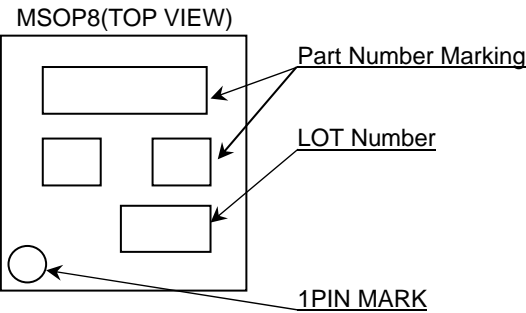 MSOP8(TOP VIEW)
Part Number Marking
LOT Number
1PIN MARK